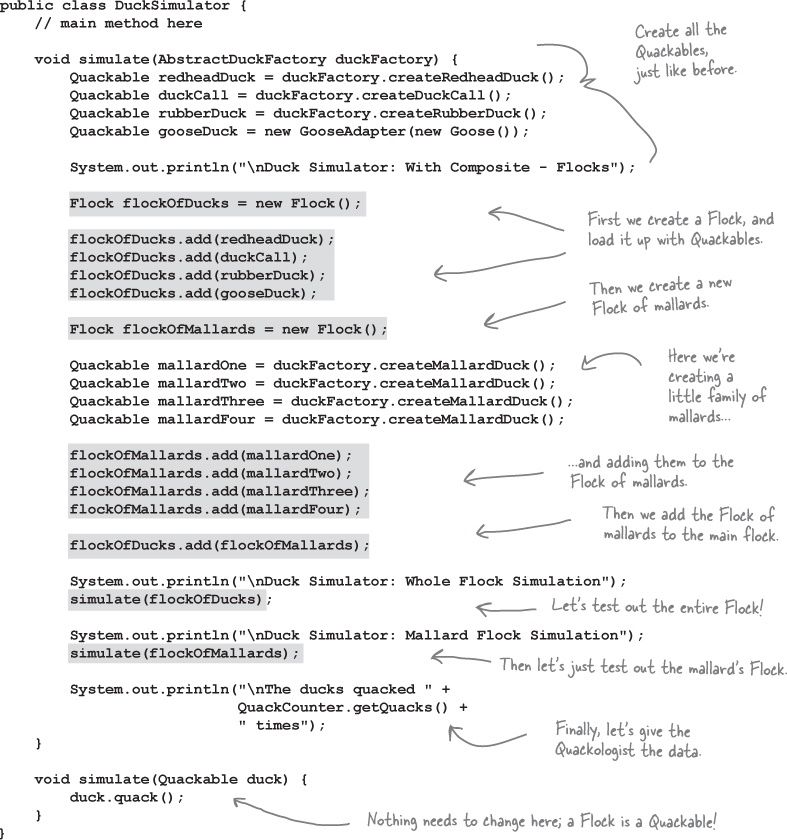 public class DuckSimulator {
// main method here
void simulate(AbstractDuckFactory duckFactory) {
Quackable redheadDuck = duckFactory.createRedheadDuck();
Quackable duckCall = duckFactory.createDuckCall();
Quackable rubberDuck = duckFactory.createRubberDuck();
Quackable gooseDuck = new GooseAdapter(new Goose());
Create all the
Quackables,
just like before.
System.out.println("\nDuck Simulator: With Composite - Flocks");
Flock flockOfDucks = new Flock();
flockOfDucks.add(redheadDuck);
flockOfDucks.add(duckCall);
flockOfDucks.add(rubberDuck);
flockOfDucks.add(gooseDuck);
First we create a Flock, and
load it up with Quackables.
Flock flockOfMallards = new Flock();
Then we create a new
Flock of mallards.
Quackable mallardOne = duckFactory.createMallardDuck();
Quackable mallardTwo = duckFactory.createMallardDuck();
Quackable mallardThree = duckFactory.createMallardDuck();
Quackable mallardFour = duckFactory.createMallardDuck();
Here we're
creating a
little family of
mallards...
flockOfMallards.add(mallardOne);
flockOfMallards.add(mallardTwo);
flockOfMallards.add(mallardThree);
flockOfMallards.add(mallardFour);
...and adding them to the
Flock of mallards.
flockOfDucks.add(flockOfMallards);
Then we add the Flock of
mallards to the main flock.
System.out.println("\nDuck Simulator: Whole Flock Simulation");
simulate(flockOfDucks);
Let's test out the entire Flock!
System.out.println("\nDuck Simulator: Mallard Flock Simulation");
simulate(flockOfMallards);
Then let's just test out the mallard's Flock.
System.out.println("\nThe ducks quacked " +
QuackCounter.getQuacks() +
" times");
Finally, let's give the
Quackologist the data.
}
void simulate(Quackable duck) {
duck.quack();
}
Nothing needs to change here; a Flock is a Quackable!
}